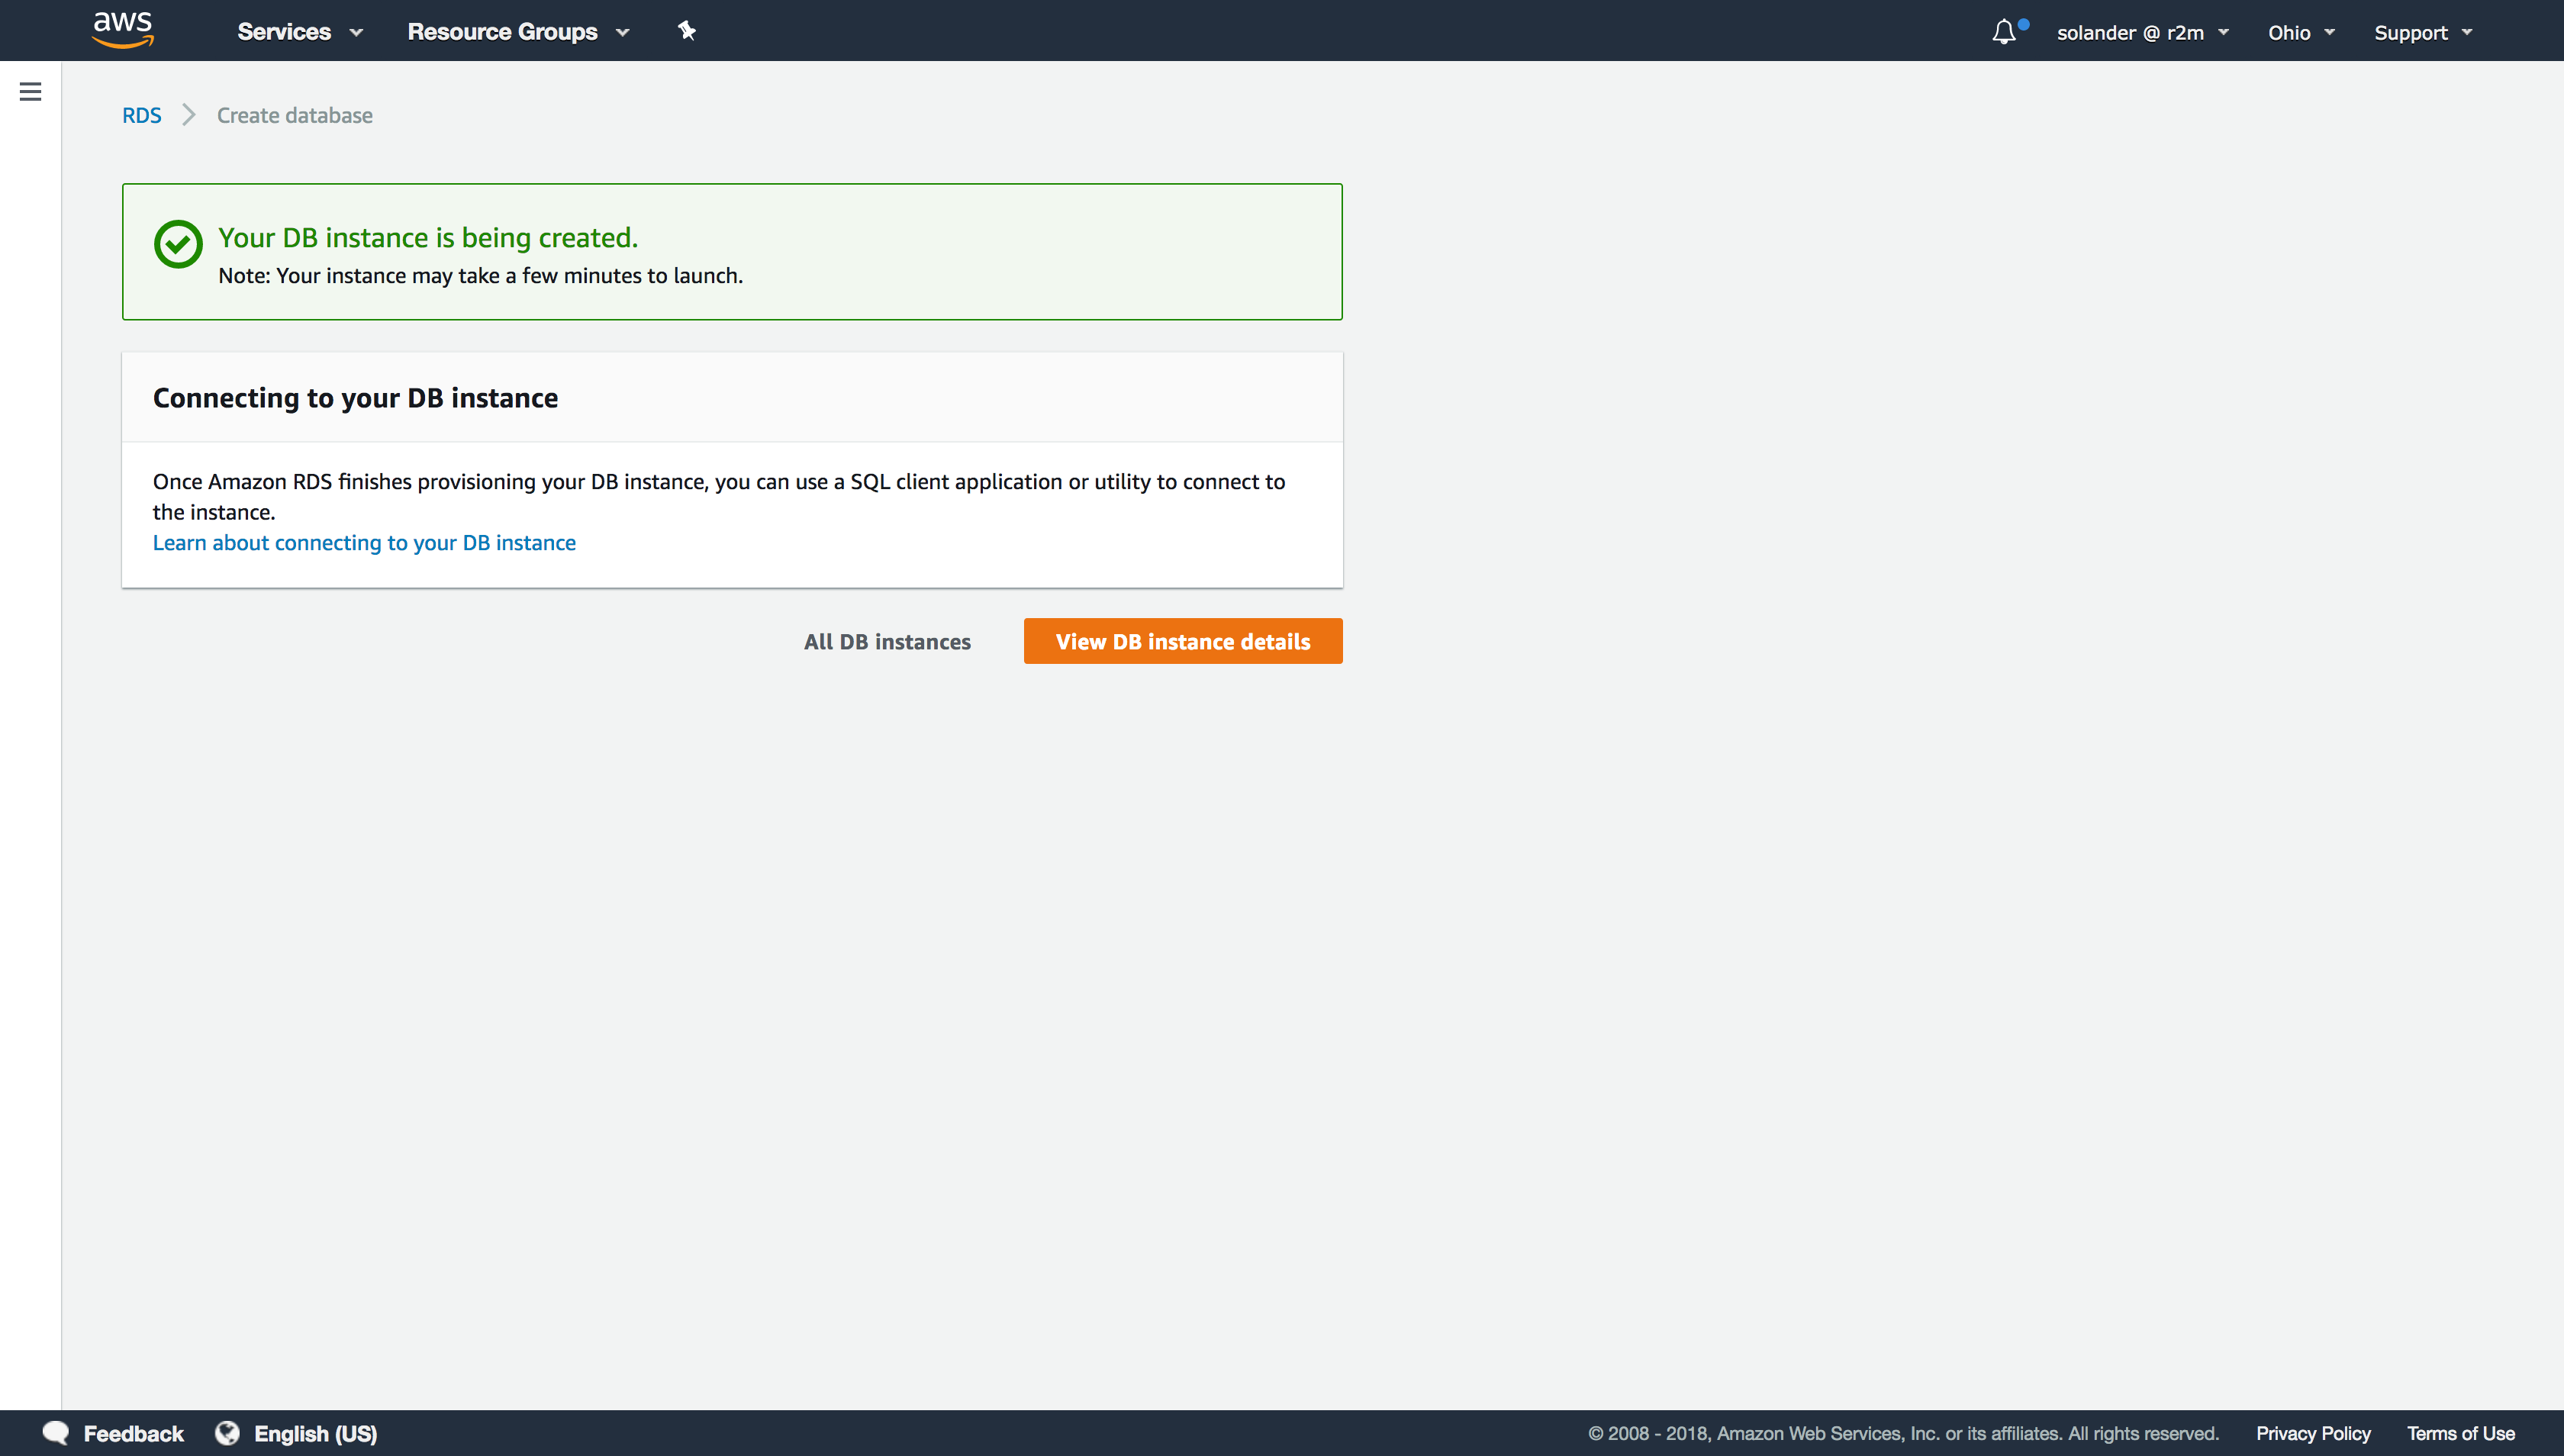 aws
Services
Resource Groups
solander @ r2m
Ohio
Support
RDS
Create database
Your DB instance is being created.
Note: Your instance may take a few minutes to launch.
Connecting to your DB instance
Once Amazon RDS finishes provisioning your DB instance, you can use a SQL client application or utility to connect to
the instance.
Learn about connecting to your DB instance
All DB instances
View DB instance details
Feedback
English (US)
© 2008 - 2018, Amazon Web Services, Inc. or its affiliates. All rights reserved.
Privacy Policy
Terms of Use